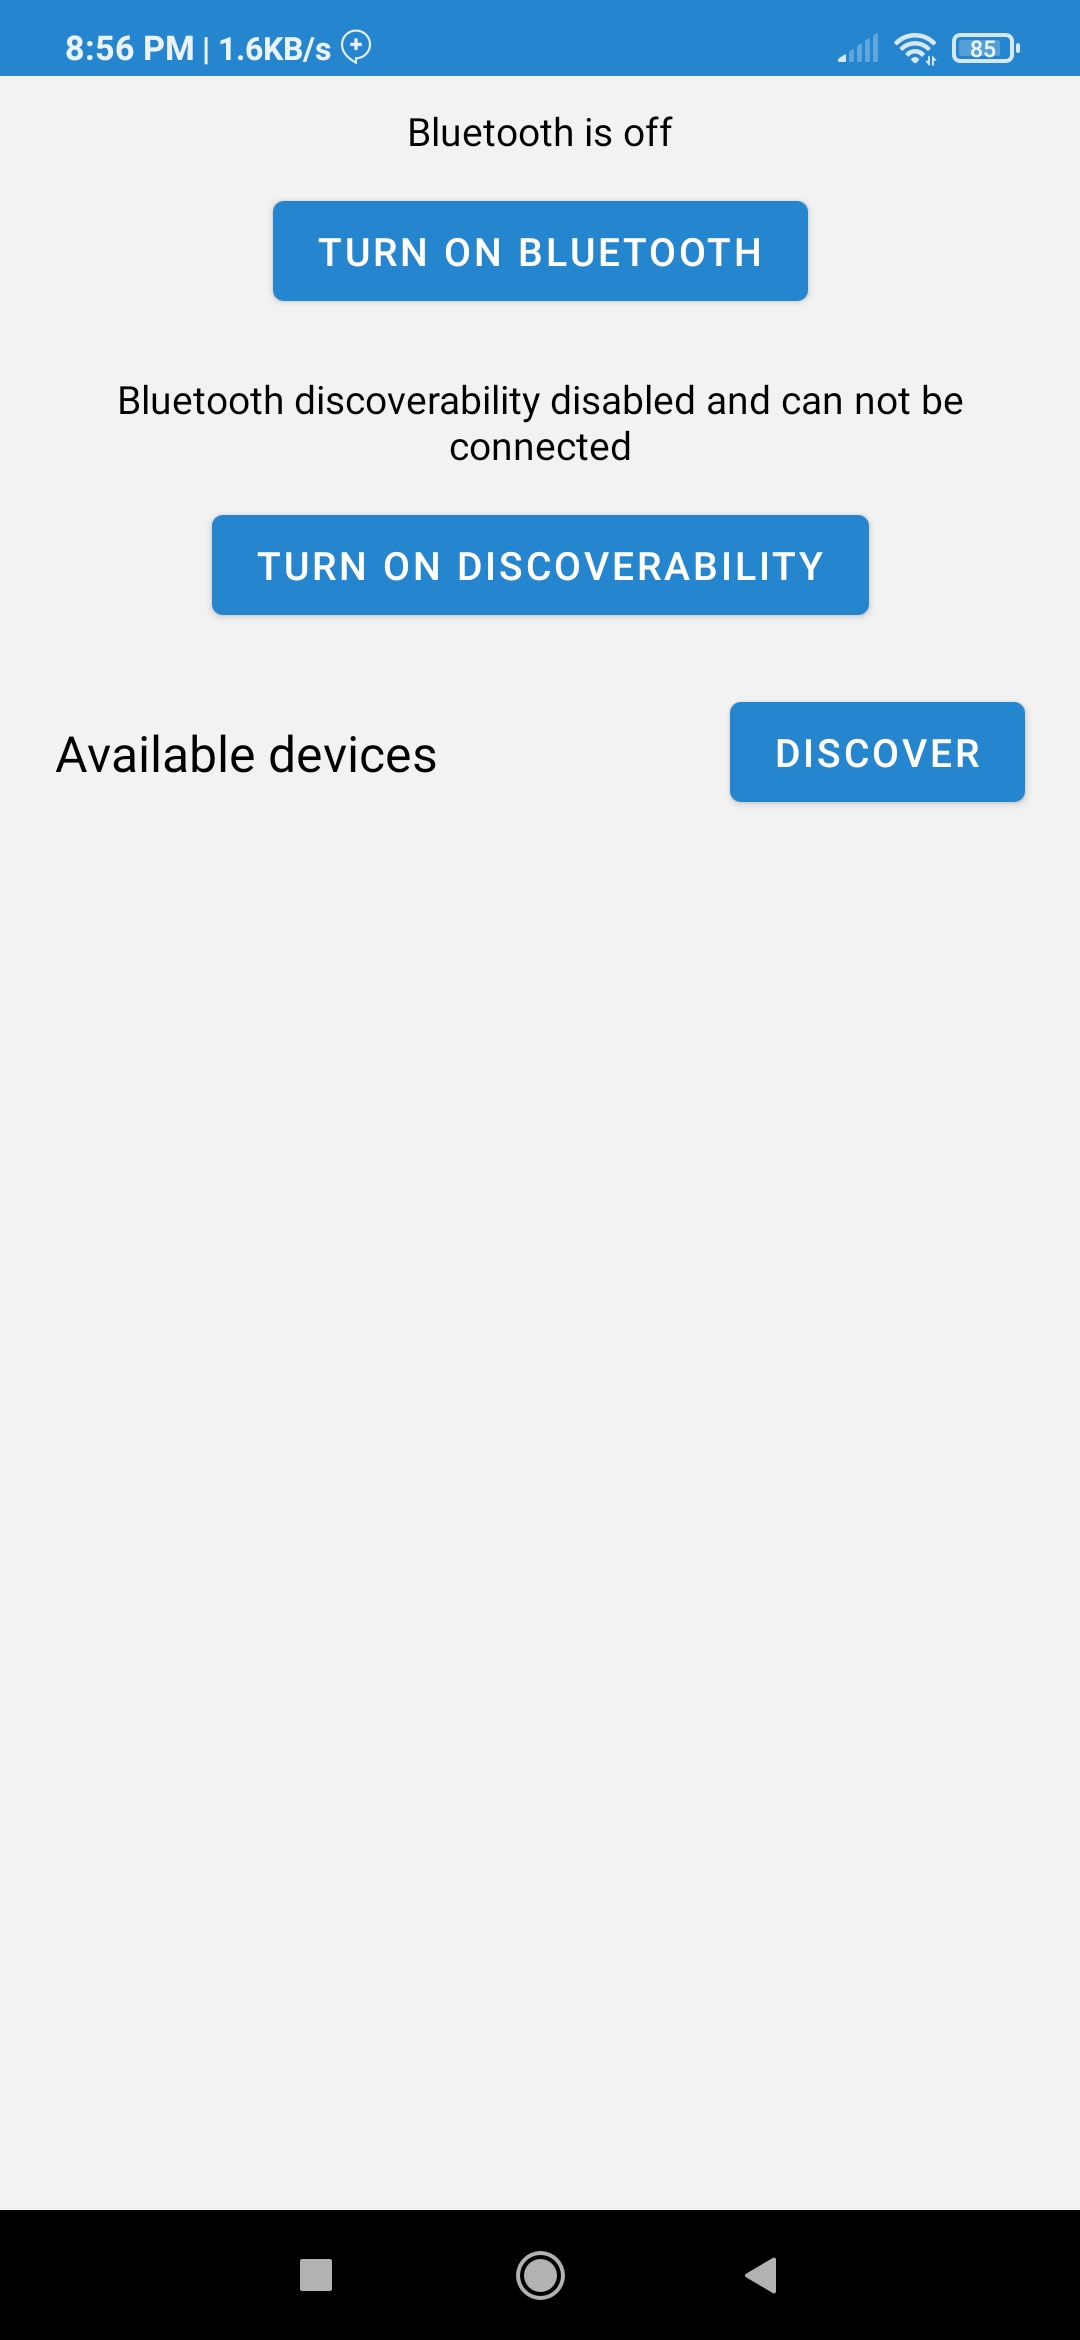 8:56 PM | 1.6KB/s
85
Bluetooth is off
TURN ON BLUETOOTH
Bluetooth discoverability disabled and can not be
connected
TURN ON DISCOVERABILITY
Available devices
DISCOVER